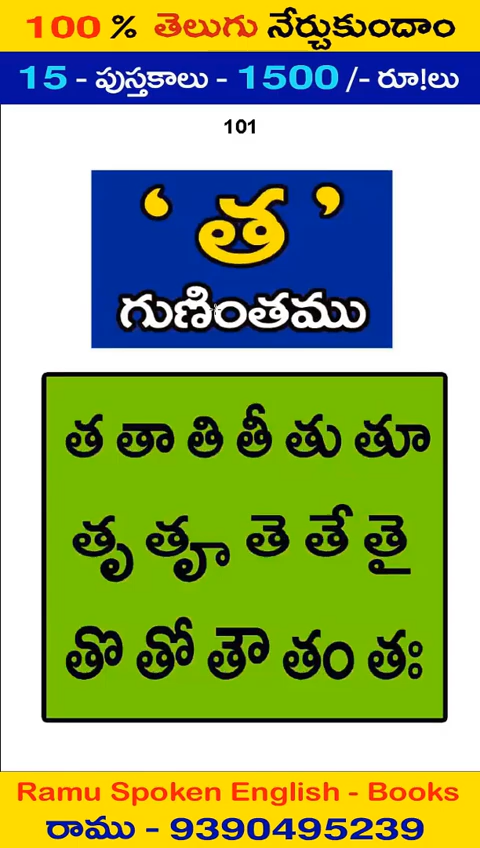 100 % తెలుగు నేర్చుకుందాం
15 - పుస్తకాలు - 1500 /- రూ!లు
101
‘ త ’
గుణింతము
త తా తి తీ తు తూ
తృ తౄ తె తే తై
తొ తో తౌ తం తః
Ramu Spoken English - Books
రాము - 9390495239